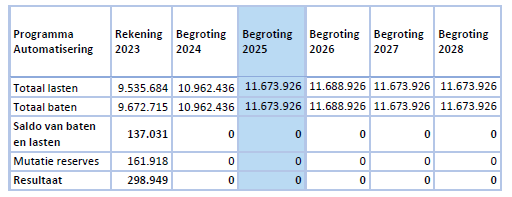 Programma Automatisering Rekening 2023 Begroting 2024 Begroting 2025 Begroting 2026 Begroting 2027 Begroting 2028
Totaal lasten 9.535.684 10.962.436 11.673.926 11.688.926 11.673.926 11.673.926
Totaal baten 9.672.715 10.962.436 11.673.926 11.688.926 11.673.926 11.673.926
Saldo van baten en lasten 137.031 0 0 0 0 0
Mutatie reserves 161.918 0 0 0 0 0
Resultaat 298.949 0 0 0 0 0